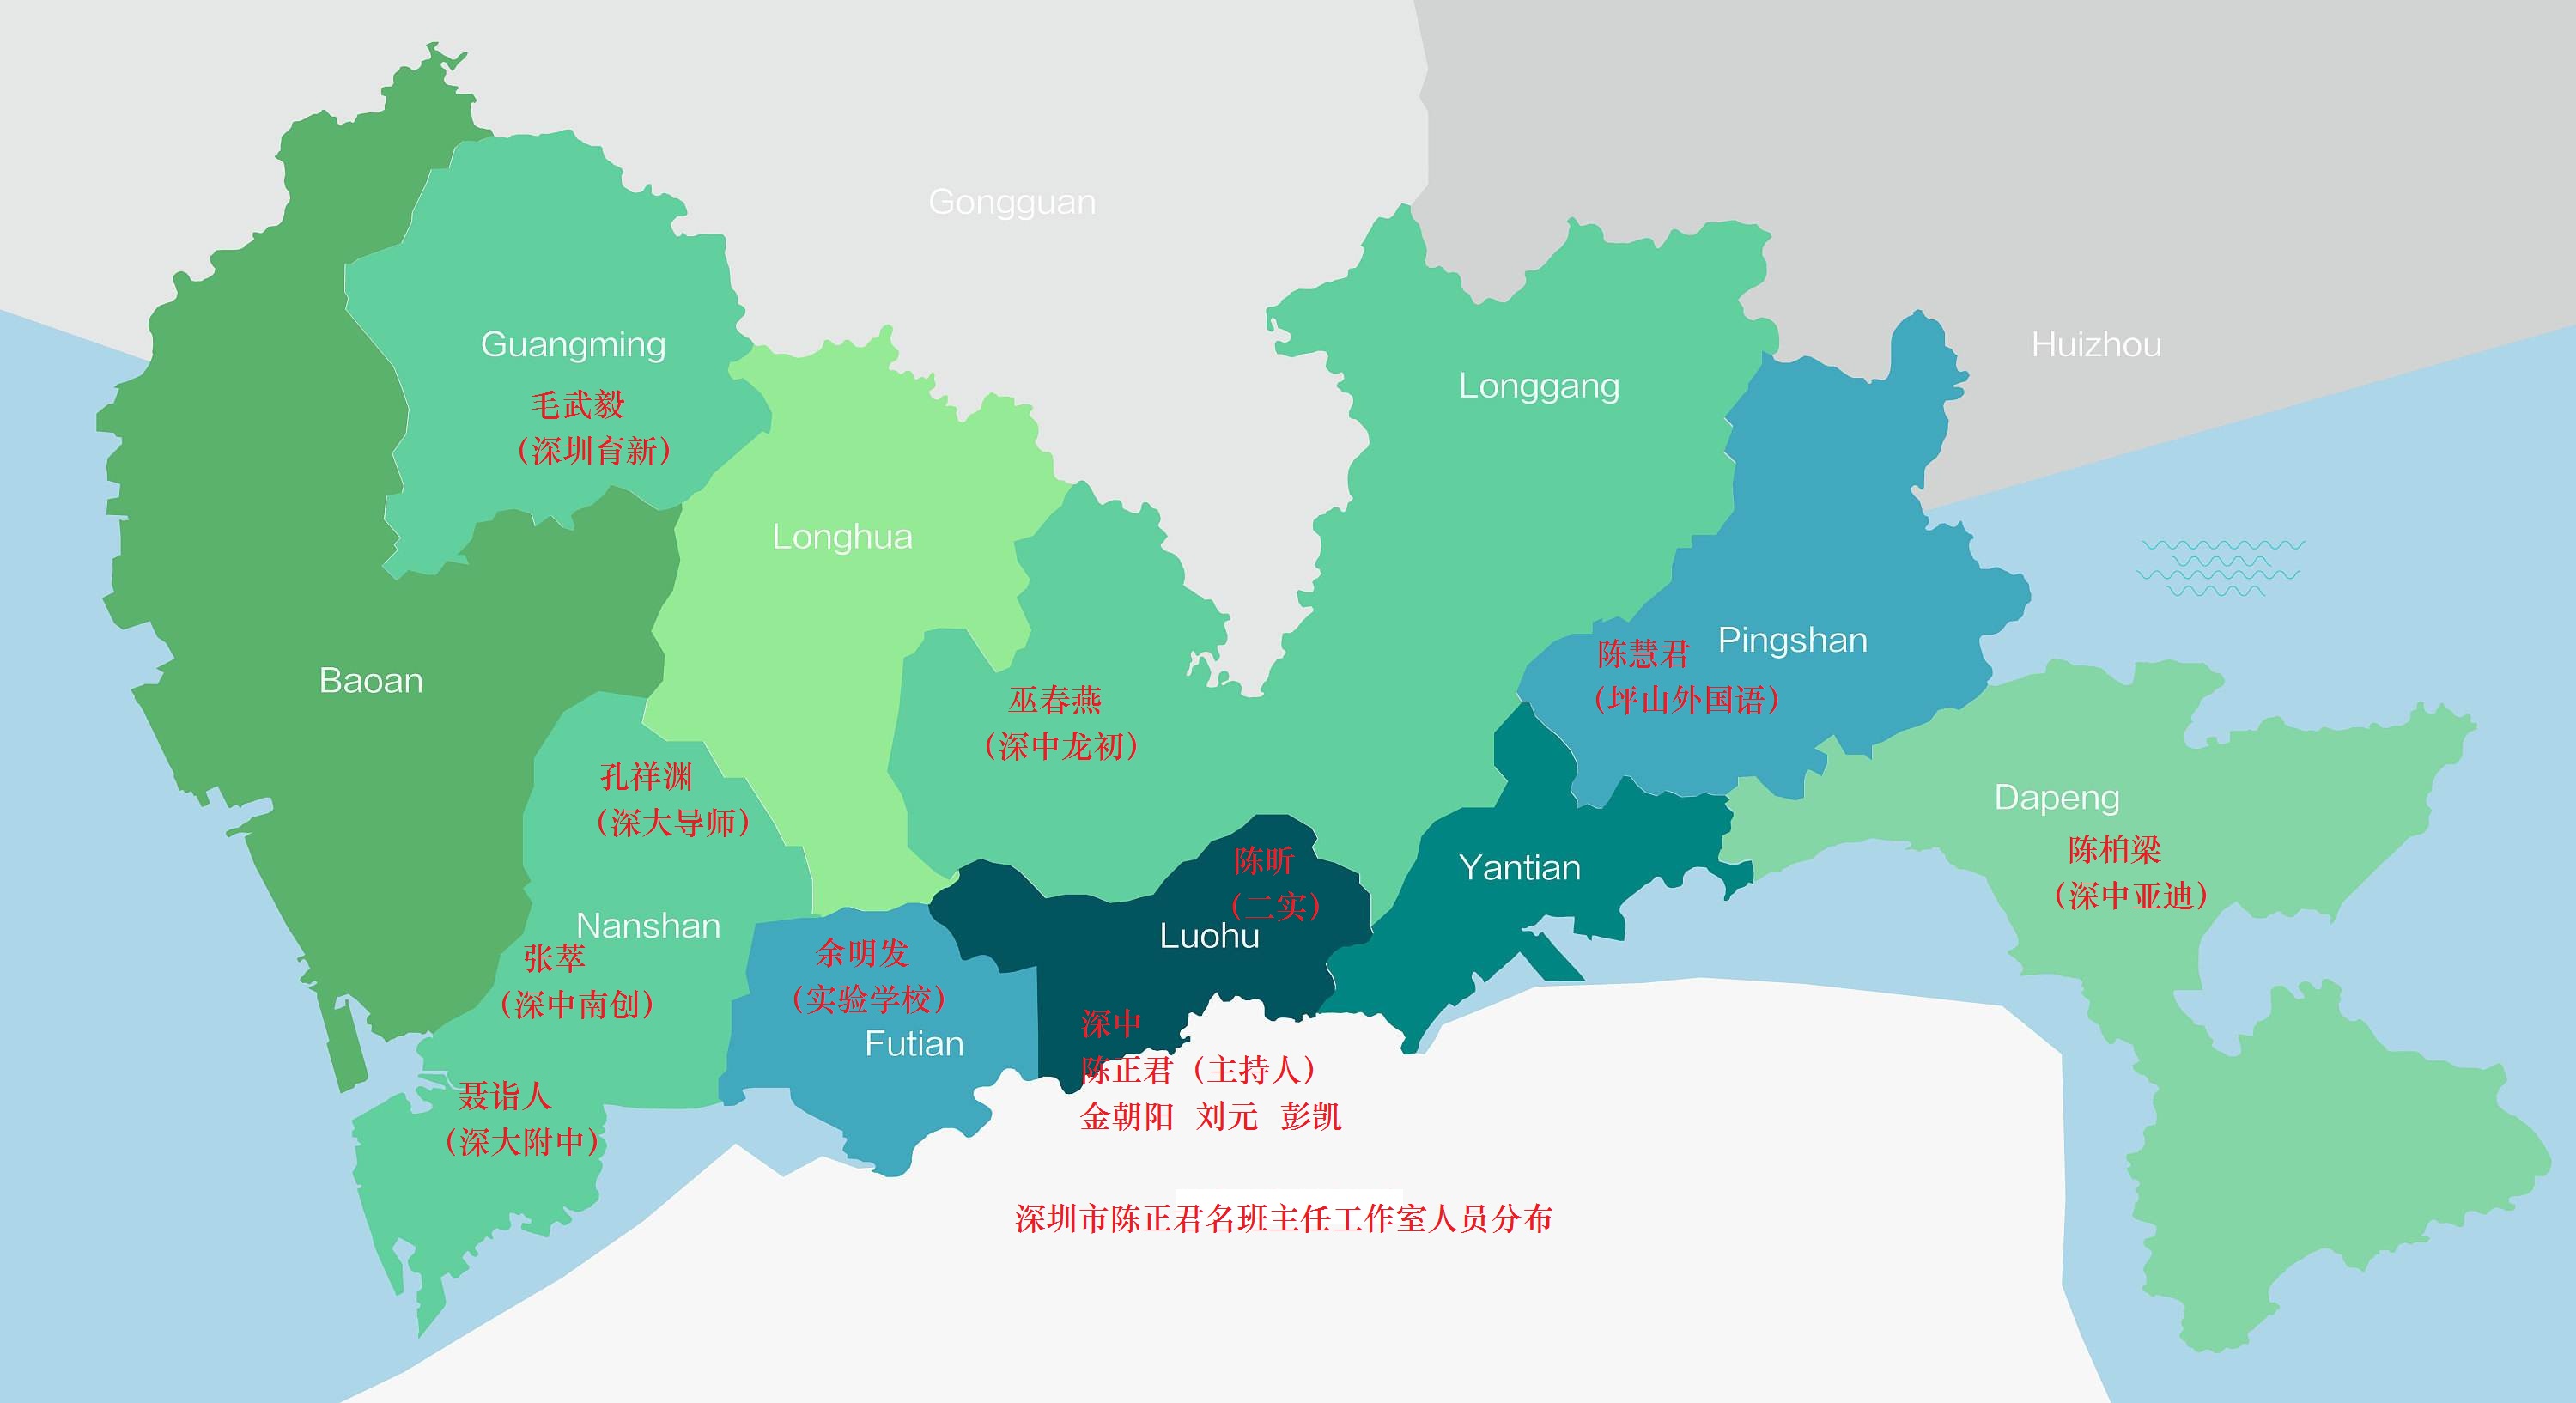 Gongguan
Guangming
Huizhou
Longgang
毛武毅
（深圳育新）
Longhua
Baoan
陈慧君
Pingshan
（坪山外国语）
巫春燕
（深中龙初）
孔祥渊
（深大导师）
Dapeng
陈柏梁
（深中亚迪）
陈昕
（二实）
Yantian
Nanshan
张萃
（深中南创）
余明发
（实验学校）
Luohu
Futian
深中
陈正君（主持人）
金朝阳 刘元 彭凯
聂诣人
（深大附中）
深圳市陈正君名班主任工作室人员分布